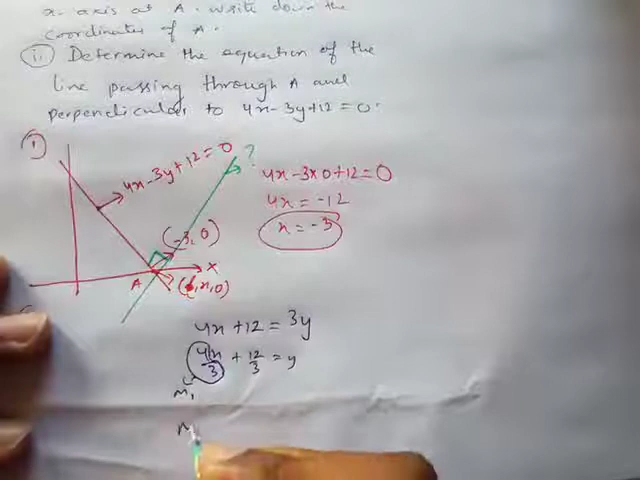 x-axis at A. write down the
coordinates of A.
ii Determine the equation of the
line passing through A and
perpendicular to 4x-3y+12=0.
i
4x-3y+12=0
?
4x-3x0+12=0
4x = -12
x = -3
(-3,0)
x
A
(x,0)
4x+12 = 3y
4x/3 + 12/3 = y
m1
m